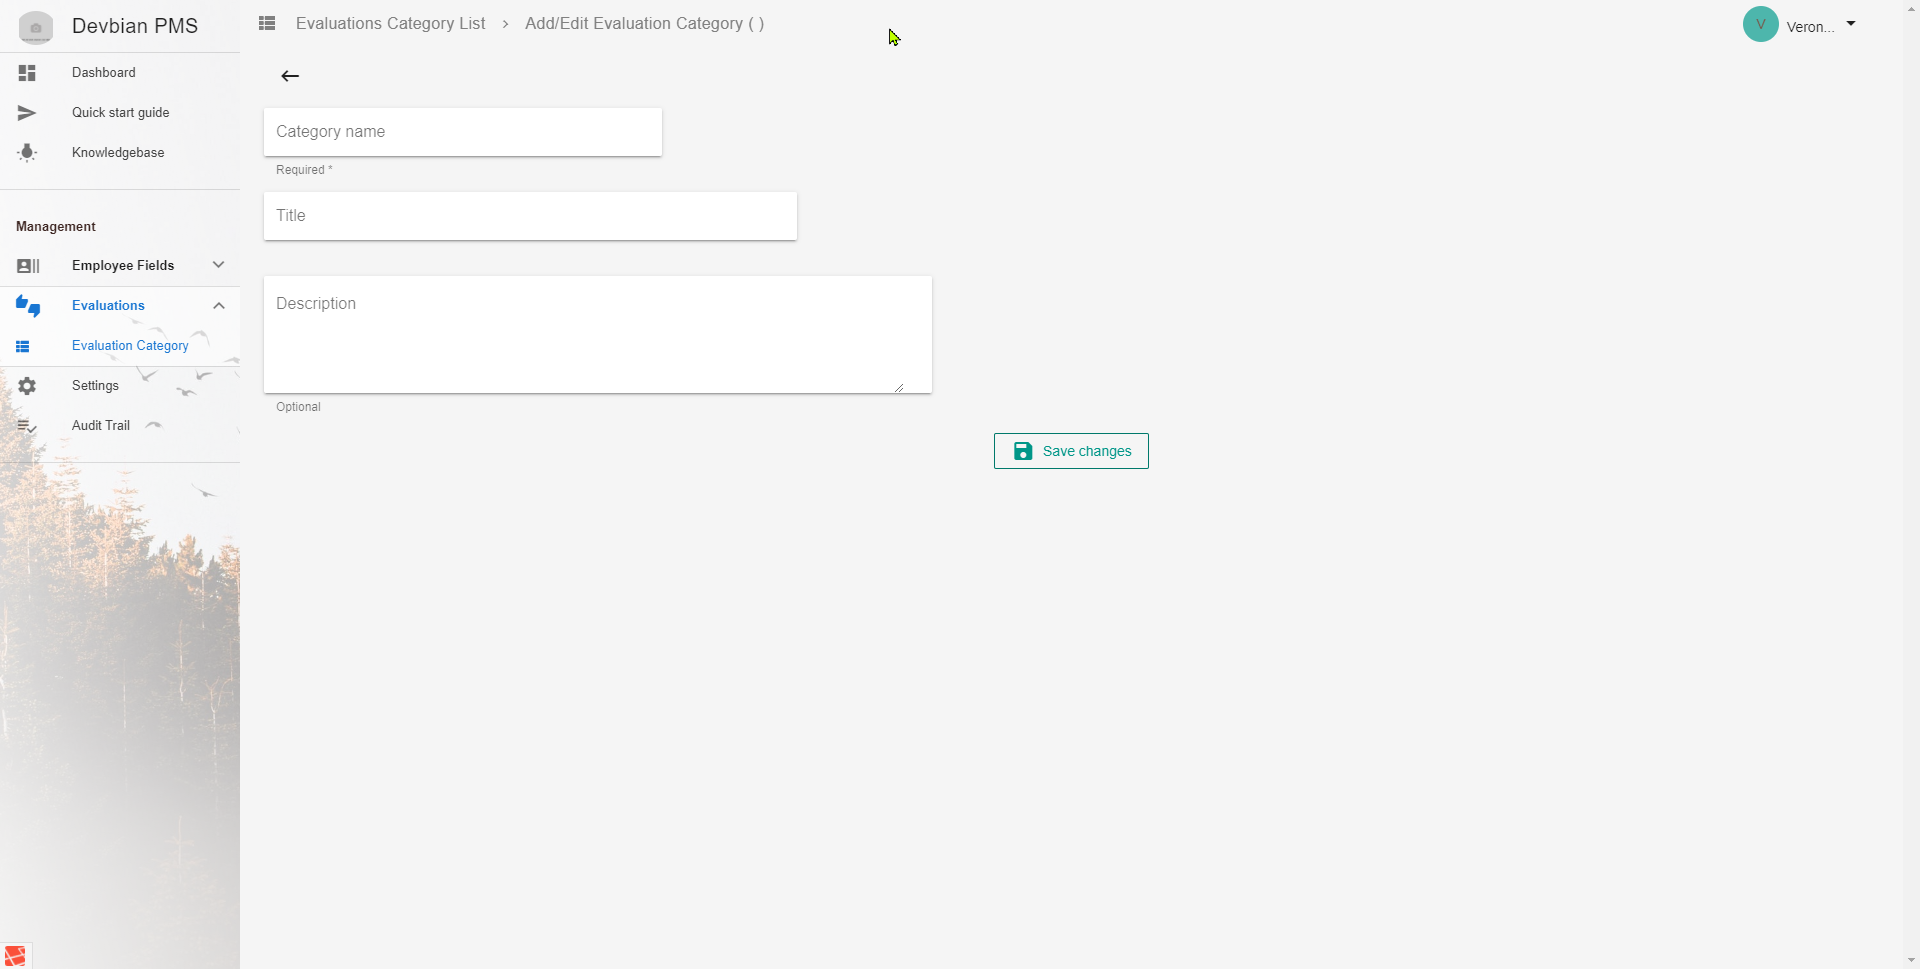 Devbian PMS
Dashboard
Quick start guide
Knowledgebase
Management
Employee Fields
Evaluations
Evaluation Category
Settings
Audit Trail
Evaluations Category List > Add/Edit Evaluation Category ( )
V Veron...
Category name
Required *
Title
Description
Optional
Save changes